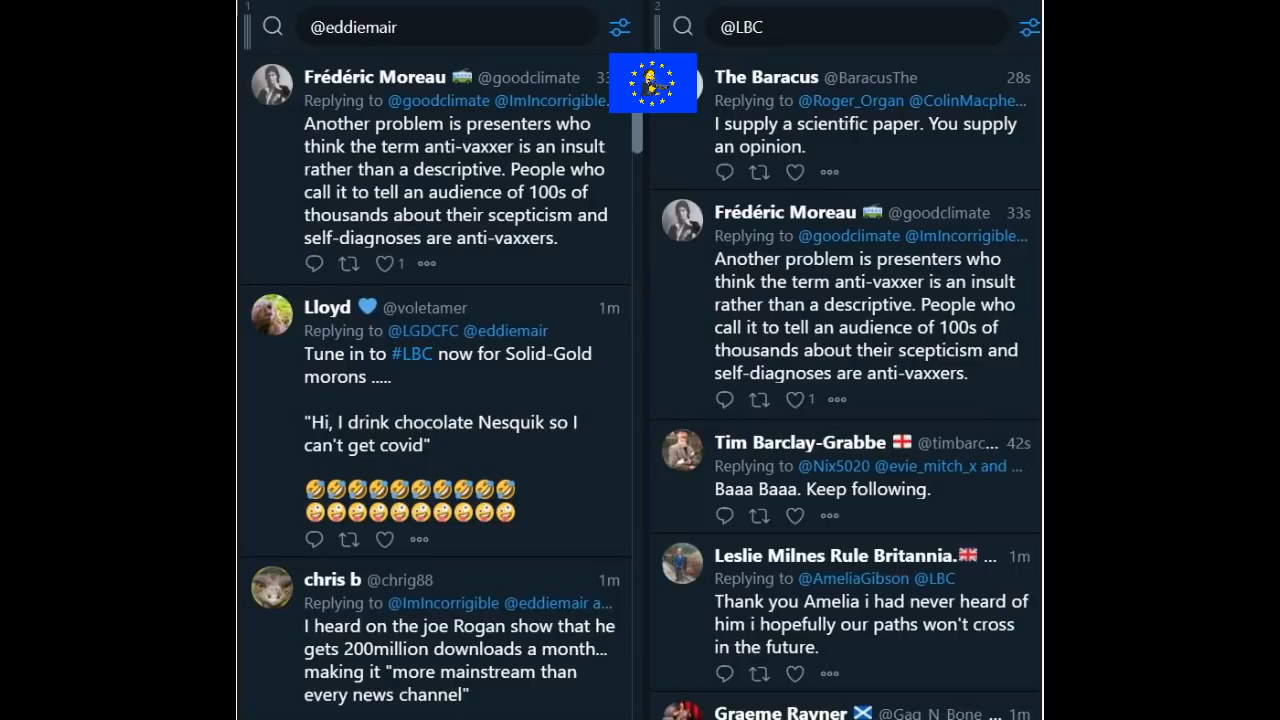 1
@eddiemair
Frédéric Moreau @goodclimate
Replying to @goodclimate @ImIncorrigible
Another problem is presenters who
think the term anti-vaxxer is an insult
rather than a descriptive. People who
call it to tell an audience of 100s of
thousands about their scepticism and
self-diagnoses are anti-vaxxers.
1
Lloyd 💙 @voletamer 1m
Replying to @LGDCFC @eddiemair
Tune in to #LBC now for Solid-Gold
morons .....
"Hi, I drink chocolate Nesquik so I
can't get covid"
🤣🤣🤣🤣🤣🤣🤣🤣🤣🤣
🤪🤪🤪🤪🤪🤪🤪🤪🤪🤪
chris b @chrig88 1m
Replying to @ImIncorrigible @eddiemair a...
I heard on the joe Rogan show that he
gets 200million downloads a month...
making it "more mainstream than
every news channel"
2
@LBC
The Baracus @BaracusThe 28s
Replying to @Roger_Organ @ColinMacphe...
I supply a scientific paper. You supply
an opinion.
Frédéric Moreau @goodclimate 33s
Replying to @goodclimate @ImIncorrigible...
Another problem is presenters who
think the term anti-vaxxer is an insult
rather than a descriptive. People who
call it to tell an audience of 100s of
thousands about their scepticism and
self-diagnoses are anti-vaxxers.
1
Tim Barclay-Grabbe @timbarc... 42s
Replying to @Nix5020 @evie_mitch_x and ...
Baaa Baaa. Keep following.
Leslie Milnes Rule Britannia.🇬🇧 ... 1m
Replying to @AmeliaGibson @LBC
Thank you Amelia i had never heard of
him i hopefully our paths won't cross
in the future.
Graeme Rayner @Gag_N_Bone_... 1m